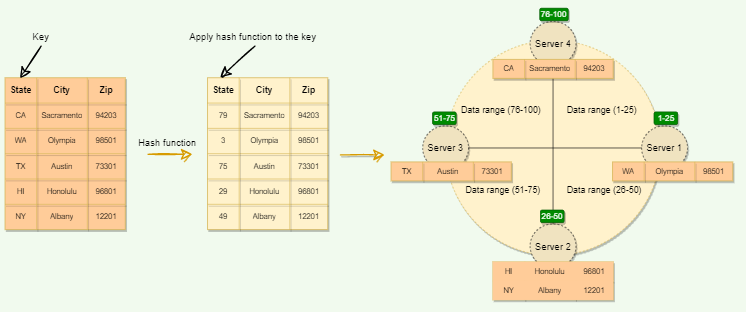 Key
State City Zip
CA Sacramento 94203
WA Olympia 98501
TX Austin 73301
HI Honolulu 96801
NY Albany 12201
Hash function
Apply hash function to the key
State City Zip
79 Sacramento 94203
3 Olympia 98501
75 Austin 73301
29 Honolulu 96801
49 Albany 12201
76-100
Server 4
CA Sacramento 94203
Data range (76-100)
Data range (1-25)
51-75
Server 3
TX Austin 73301
1-25
Server 1
WA Olympia 98501
Data range (51-75)
Data range (26-50)
26-50
Server 2
HI Honolulu 96801
NY Albany 12201